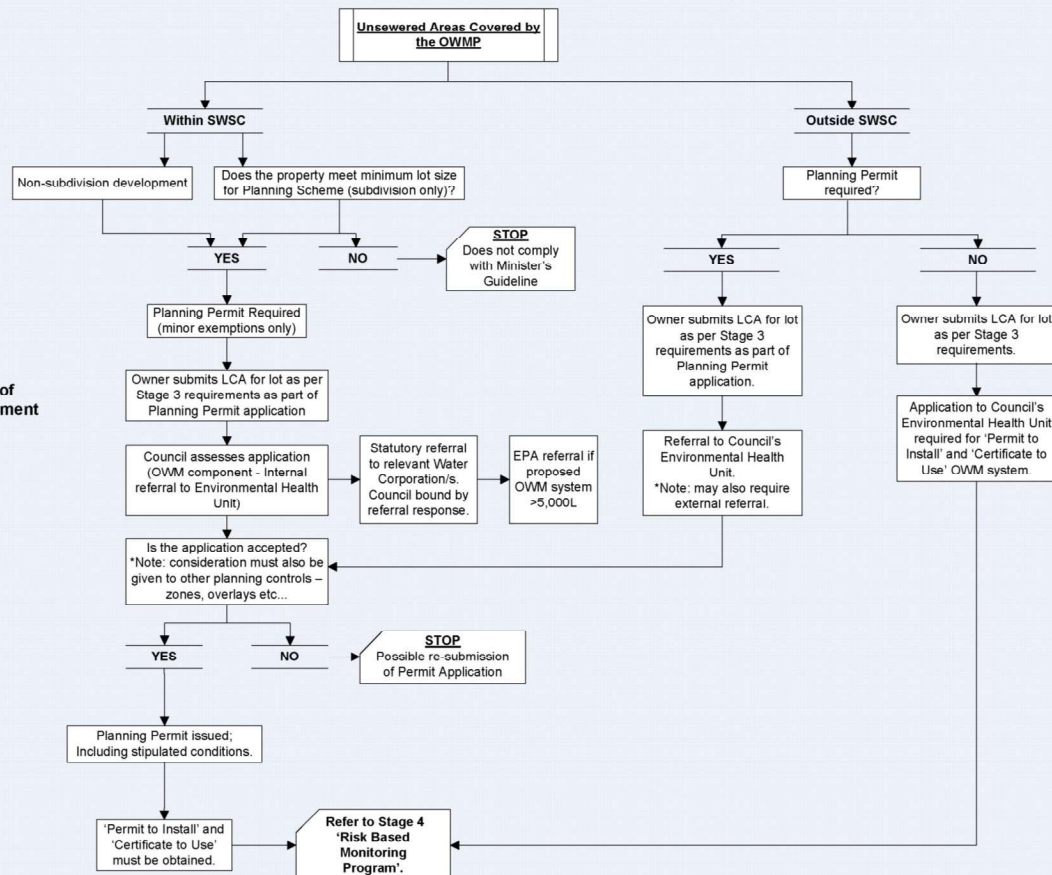 Unsewered Areas Covered by
the OWMP
Within SWSC
Outside SWSC
Non-subdivision development
Does the property meet minimum lot size
for Planning Scheme (subdivision only)?
Planning Permit
required?
YES
NO
STOP
Does not comply
with Minister's
Guideline
YES
NO
Planning Permit Required
(minor exemptions only)
Owner submits LCA for lot
as per Stage 3
requirements as part of
Planning Permit
application.
Owner submits LCA for lot
as per Stage 3
requirements.
of
ment
Owner submits LCA for lot as per
Stage 3 requirements as part of
Planning Permit application
Council assesses application
(OWM component - Internal
referral to Environmental Health
Unit)
Statutory referral
to relevant Water
Corporation/s.
Council bound by
referral response.
EPA referral if
proposed
OWM system
>5,000L
Referral to Council's
Environmental Health
Unit.
*Note: may also require
external referral.
Application to Council's
Environmental Health Unit
required for 'Permit to
Install' and 'Certificate to
Use' OWM system.
Is the application accepted?
*Note: consideration must also be
given to other planning controls –
zones, overlays etc...
YES
NO
STOP
Possible re-submission
of Permit Application
Planning Permit issued;
Including stipulated conditions.
'Permit to Install' and
'Certificate to Use'
must be obtained.
Refer to Stage 4
'Risk Based
Monitoring
Program'.